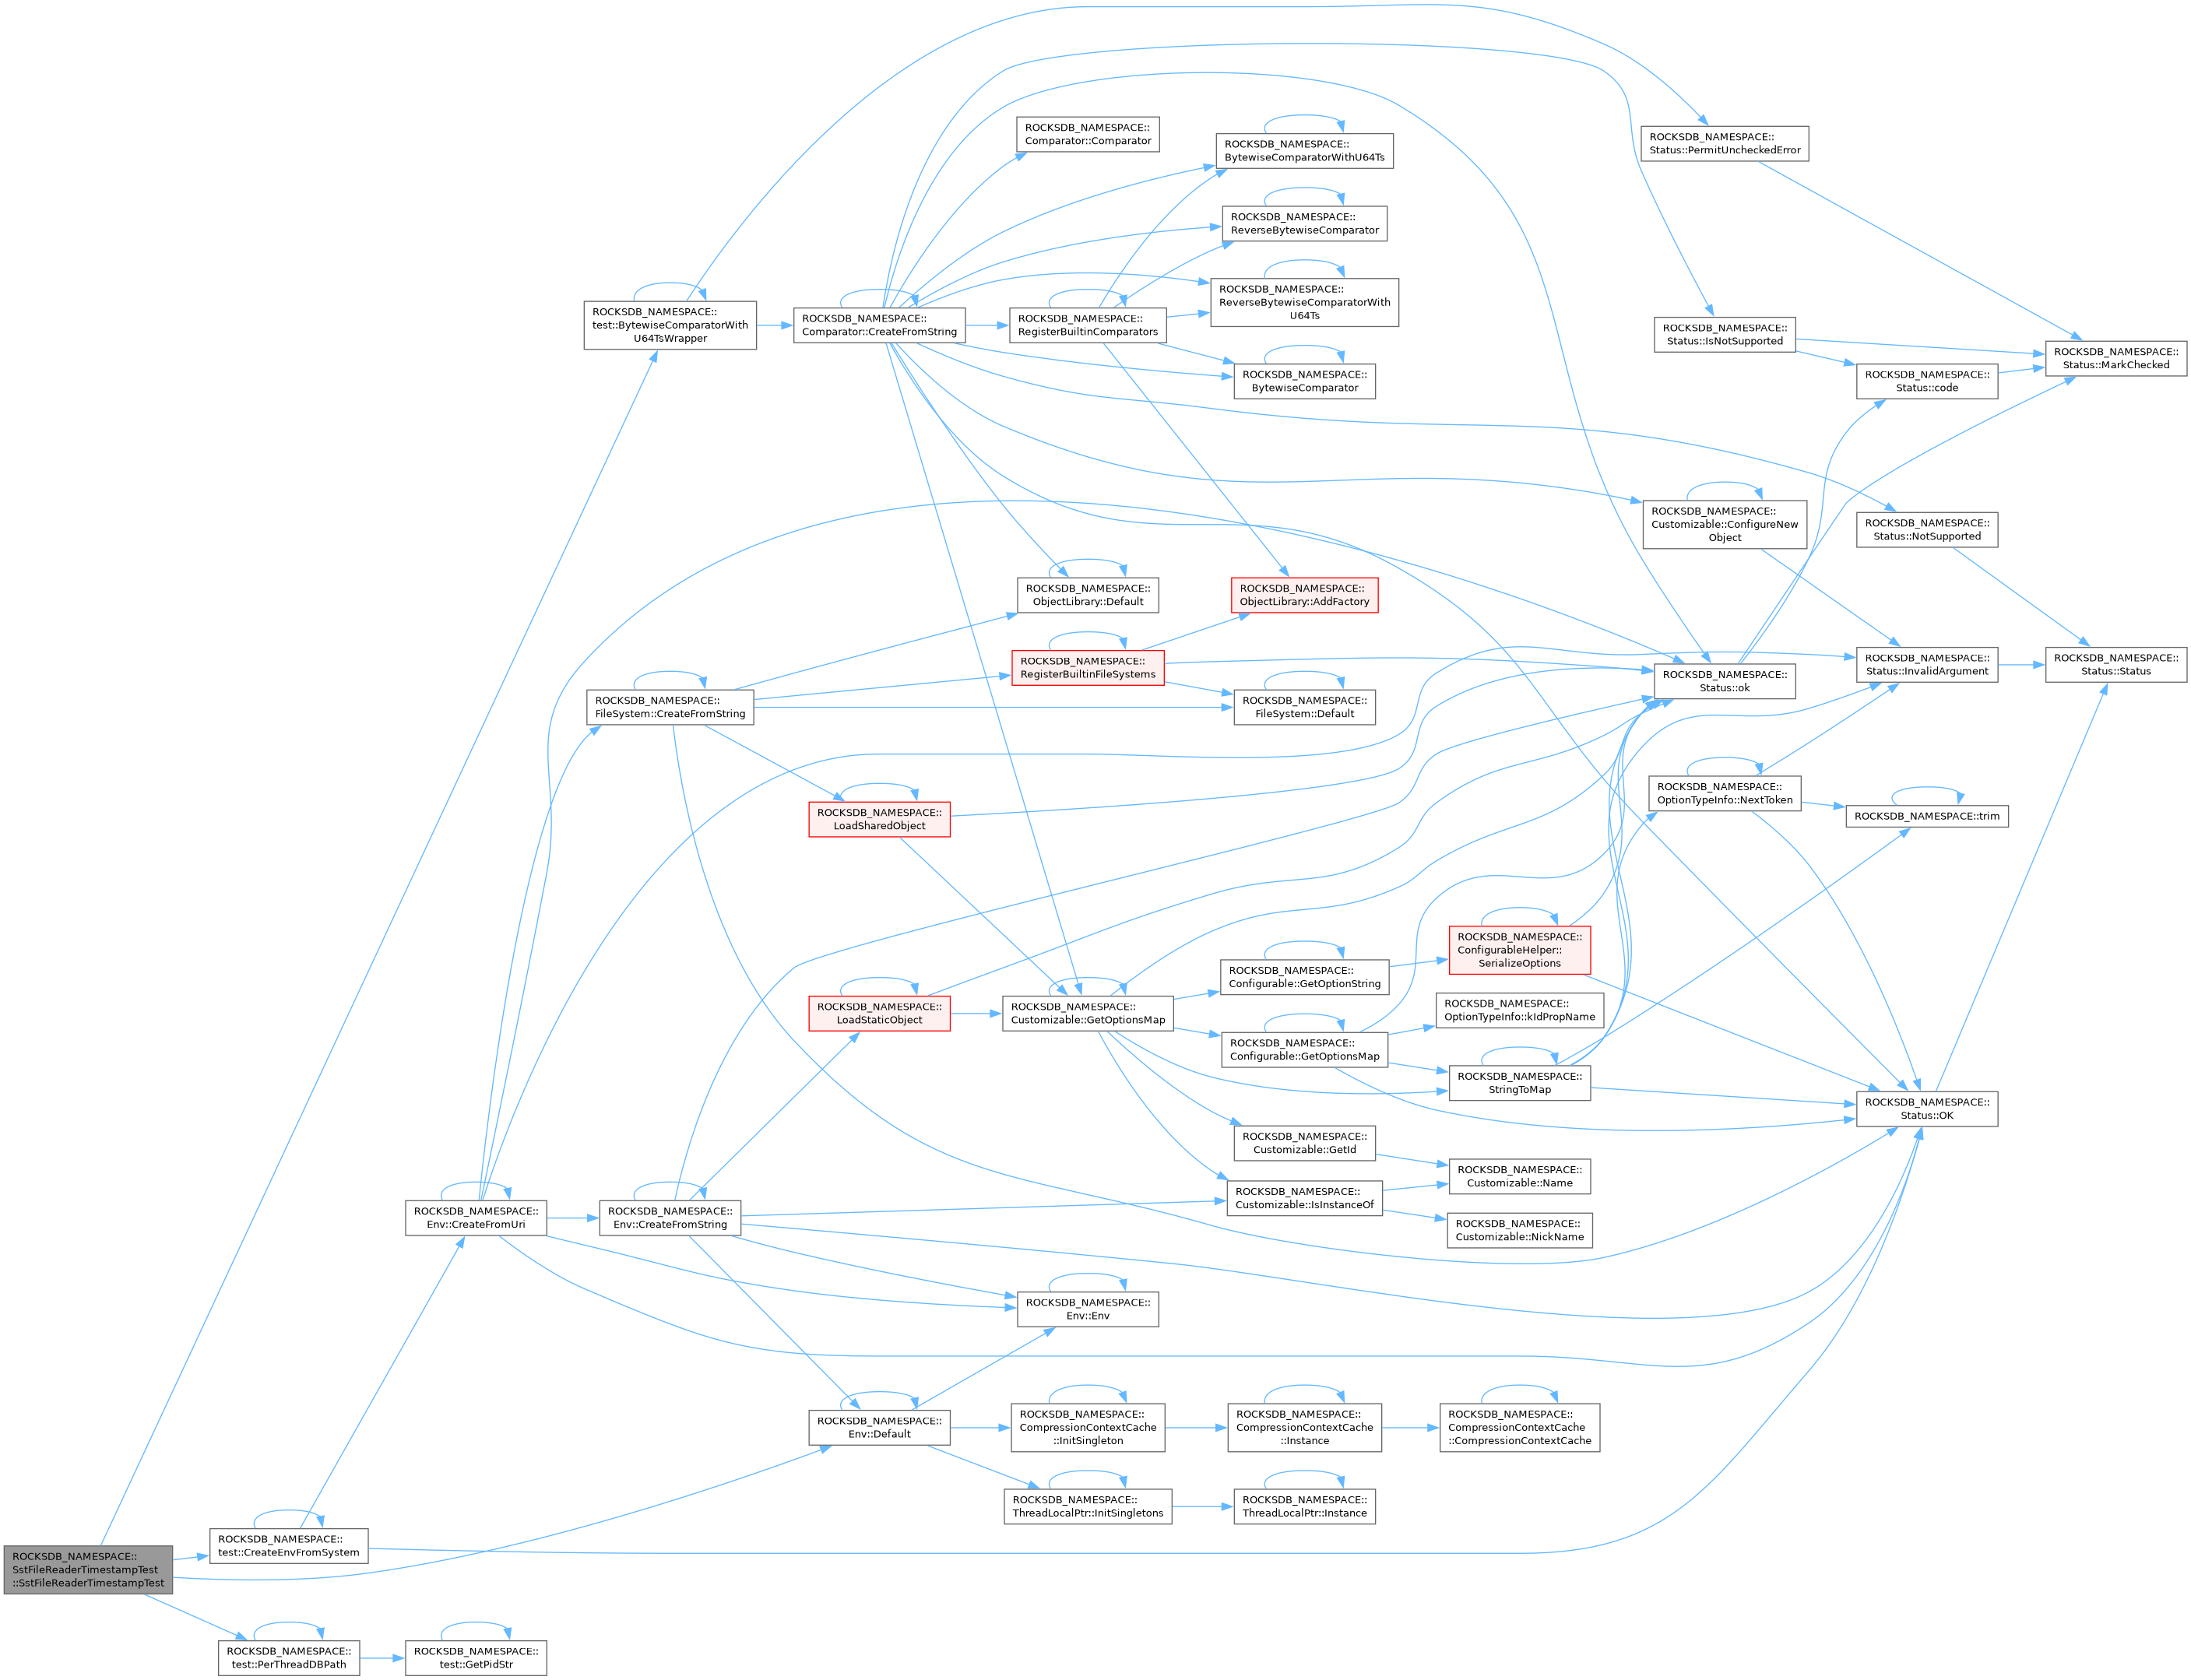 ROCKSDB_NAMESPACE::
Comparator::Comparator
ROCKSDB_NAMESPACE::
BytewiseComparatorWithU64Ts
ROCKSDB_NAMESPACE::
Status::PermitUncheckedError
ROCKSDB_NAMESPACE::
ReverseBytewiseComparator
ROCKSDB_NAMESPACE::
ReverseBytewiseComparatorWith
U64Ts
ROCKSDB_NAMESPACE::
test::BytewiseComparatorWith
U64TsWrapper
ROCKSDB_NAMESPACE::
Comparator::CreateFromString
ROCKSDB_NAMESPACE::
RegisterBuiltinComparators
ROCKSDB_NAMESPACE::
Status::IsNotSupported
ROCKSDB_NAMESPACE::
Status::MarkChecked
ROCKSDB_NAMESPACE::
BytewiseComparator
ROCKSDB_NAMESPACE::
Status::code
ROCKSDB_NAMESPACE::
Customizable::ConfigureNew
Object
ROCKSDB_NAMESPACE::
Status::NotSupported
ROCKSDB_NAMESPACE::
ObjectLibrary::Default
ROCKSDB_NAMESPACE::
ObjectLibrary::AddFactory
ROCKSDB_NAMESPACE::
RegisterBuiltinFileSystems
ROCKSDB_NAMESPACE::
Status::ok
ROCKSDB_NAMESPACE::
Status::InvalidArgument
ROCKSDB_NAMESPACE::
Status::Status
ROCKSDB_NAMESPACE::
FileSystem::CreateFromString
ROCKSDB_NAMESPACE::
FileSystem::Default
ROCKSDB_NAMESPACE::
OptionTypeInfo::NextToken
ROCKSDB_NAMESPACE::trim
ROCKSDB_NAMESPACE::
LoadSharedObject
ROCKSDB_NAMESPACE::
ConfigurableHelper::
SerializeOptions
ROCKSDB_NAMESPACE::
Configurable::GetOptionString
ROCKSDB_NAMESPACE::
LoadStaticObject
ROCKSDB_NAMESPACE::
Customizable::GetOptionsMap
ROCKSDB_NAMESPACE::
OptionTypeInfo::kIdPropName
ROCKSDB_NAMESPACE::
Configurable::GetOptionsMap
ROCKSDB_NAMESPACE::
StringToMap
ROCKSDB_NAMESPACE::
Status::OK
ROCKSDB_NAMESPACE::
Customizable::GetId
ROCKSDB_NAMESPACE::
Customizable::Name
ROCKSDB_NAMESPACE::
Customizable::IsInstanceOf
ROCKSDB_NAMESPACE::
Customizable::NickName
ROCKSDB_NAMESPACE::
Env::CreateFromUri
ROCKSDB_NAMESPACE::
Env::CreateFromString
ROCKSDB_NAMESPACE::
Env::Env
ROCKSDB_NAMESPACE::
Env::Default
ROCKSDB_NAMESPACE::
CompressionContextCache
::InitSingleton
ROCKSDB_NAMESPACE::
CompressionContextCache
::Instance
ROCKSDB_NAMESPACE::
CompressionContextCache
::CompressionContextCache
ROCKSDB_NAMESPACE::
ThreadLocalPtr::InitSingletons
ROCKSDB_NAMESPACE::
ThreadLocalPtr::Instance
ROCKSDB_NAMESPACE::
test::CreateEnvFromSystem
ROCKSDB_NAMESPACE::
SstFileReaderTimestampTest
::SstFileReaderTimestampTest
ROCKSDB_NAMESPACE::
test::PerThreadDBPath
ROCKSDB_NAMESPACE::
test::GetPidStr